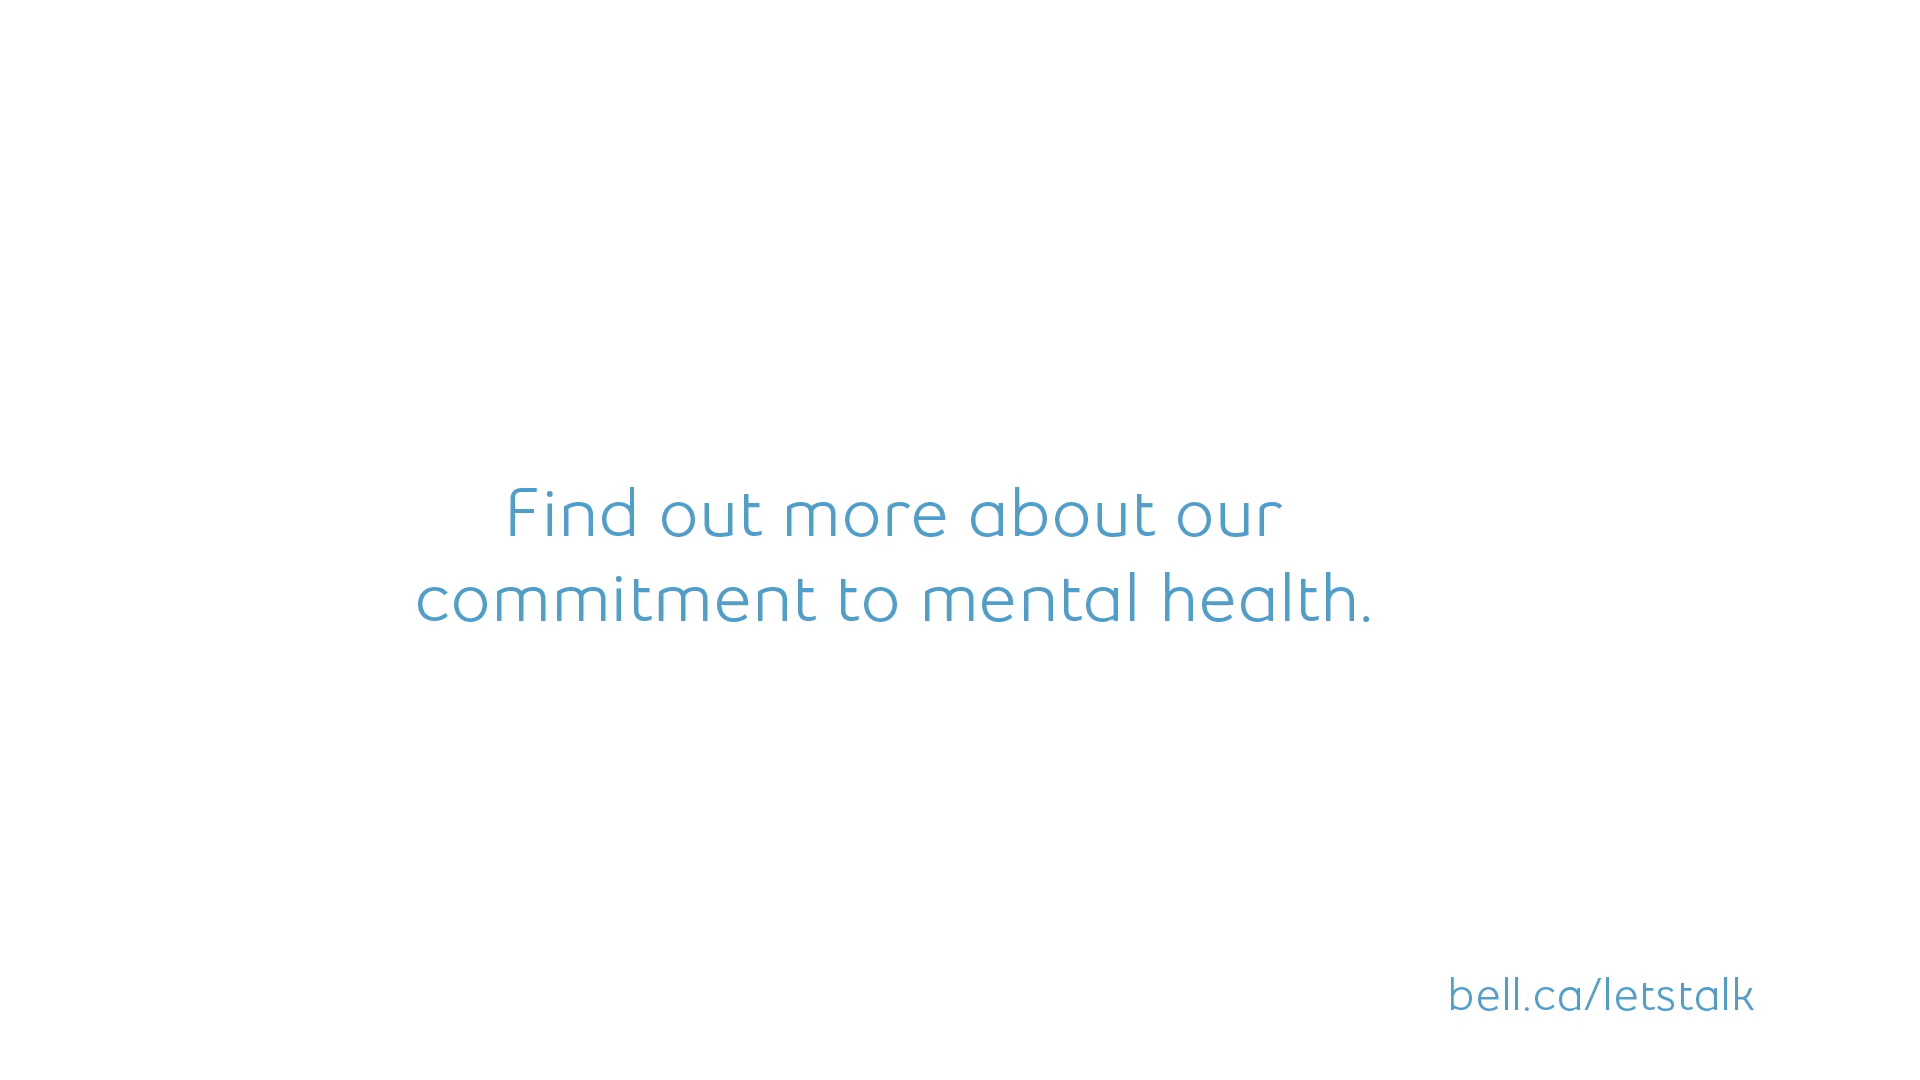 Find out more about our
commitment to mental health.
bell.ca/letstalk